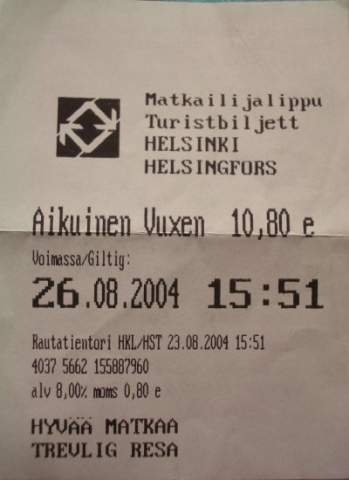 Matkailijalippu
Turistbiljett
HELSINKI
HELSINGFORS
Aikuinen Vuxen 10,80 e
Voimassa/Giltig:
26.08.2004 15:51
Rautatientori HKL/HST 23.08.2004 15:51
4037 5662 155887960
alv 8,00% moms 0,80 e
HYVÄÄ MATKAA
TREVLIG RESA